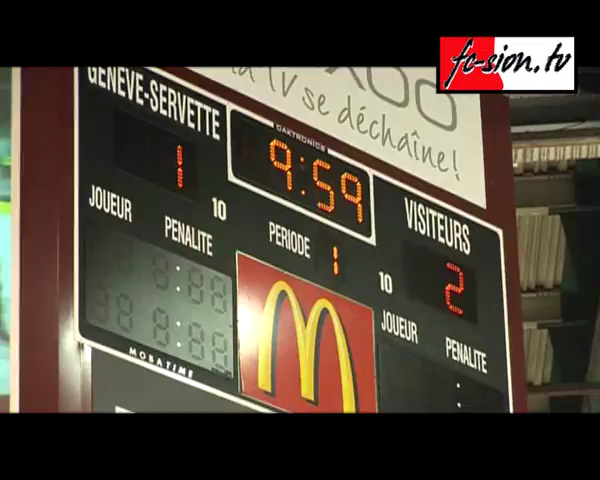 fc-sion.tv
la TV se déchaîne!
GENÈVE-SERVETTE
DAKTRONICS
9:59
1
10
VISITEURS
2
10
JOUEUR
PENALITE
PERIODE
1
JOUEUR
PENALITE
MOBATIME